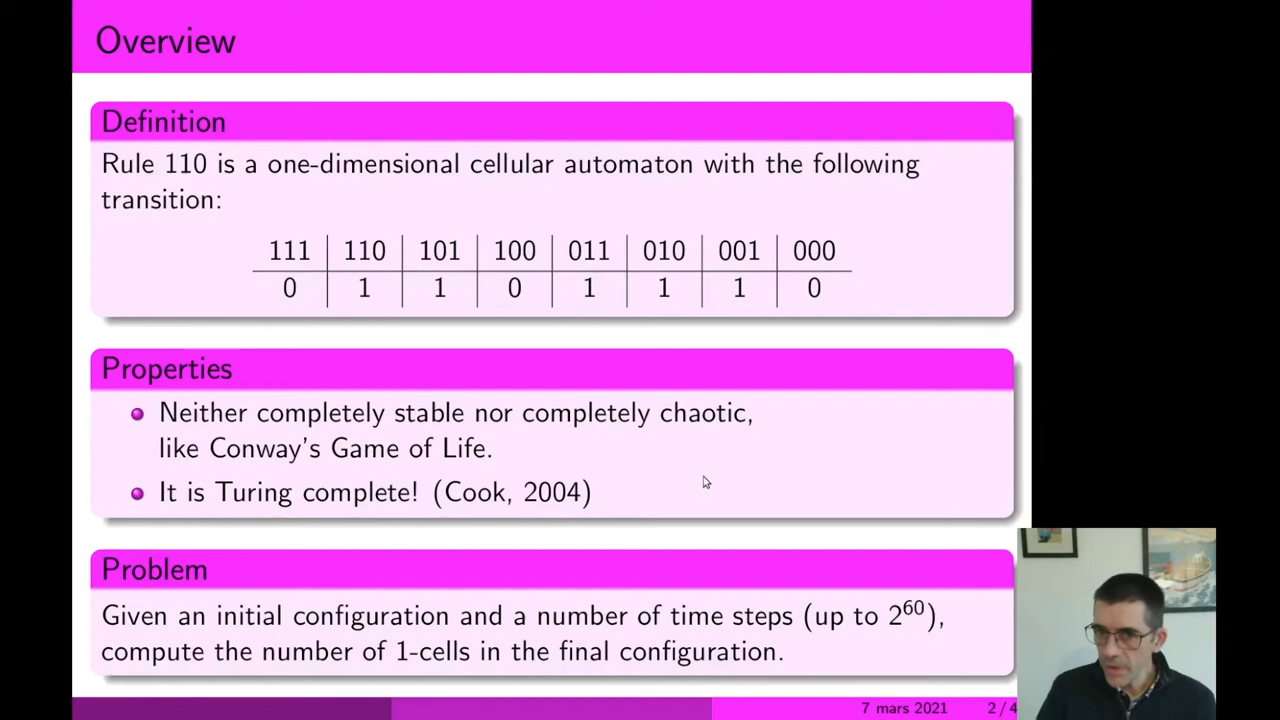 Overview
Definition
Rule 110 is a one-dimensional cellular automaton with the following
transition:
111 110 101 100 011 010 001 000
0 1 1 0 1 1 1 0
Properties
Neither completely stable nor completely chaotic,
like Conway's Game of Life.
It is Turing complete! (Cook, 2004)
Problem
Given an initial configuration and a number of time steps (up to 2⁶⁰),
compute the number of 1-cells in the final configuration.
7 mars 2021 2 / 4